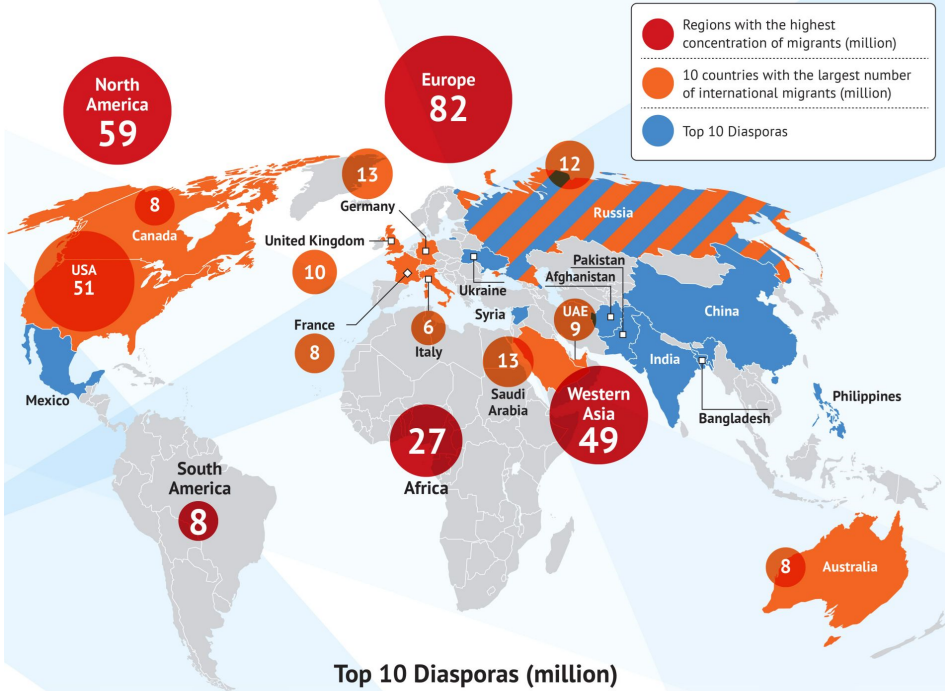 Regions with the highest
concentration of migrants (million)
10 countries with the largest number
of international migrants (million)
Top 10 Diasporas
North
America
59
Europe
82
13
Germany
12
Russia
8
Canada
USA
51
United Kingdom
10
Ukraine
Pakistan
Afghanistan
China
Syria
UAE
9
France
8
6
Italy
India
13
Saudi
Arabia
Western
Asia
49
Bangladesh
Philippines
Mexico
27
Africa
South
America
8
8
Australia
Top 10 Diasporas (million)